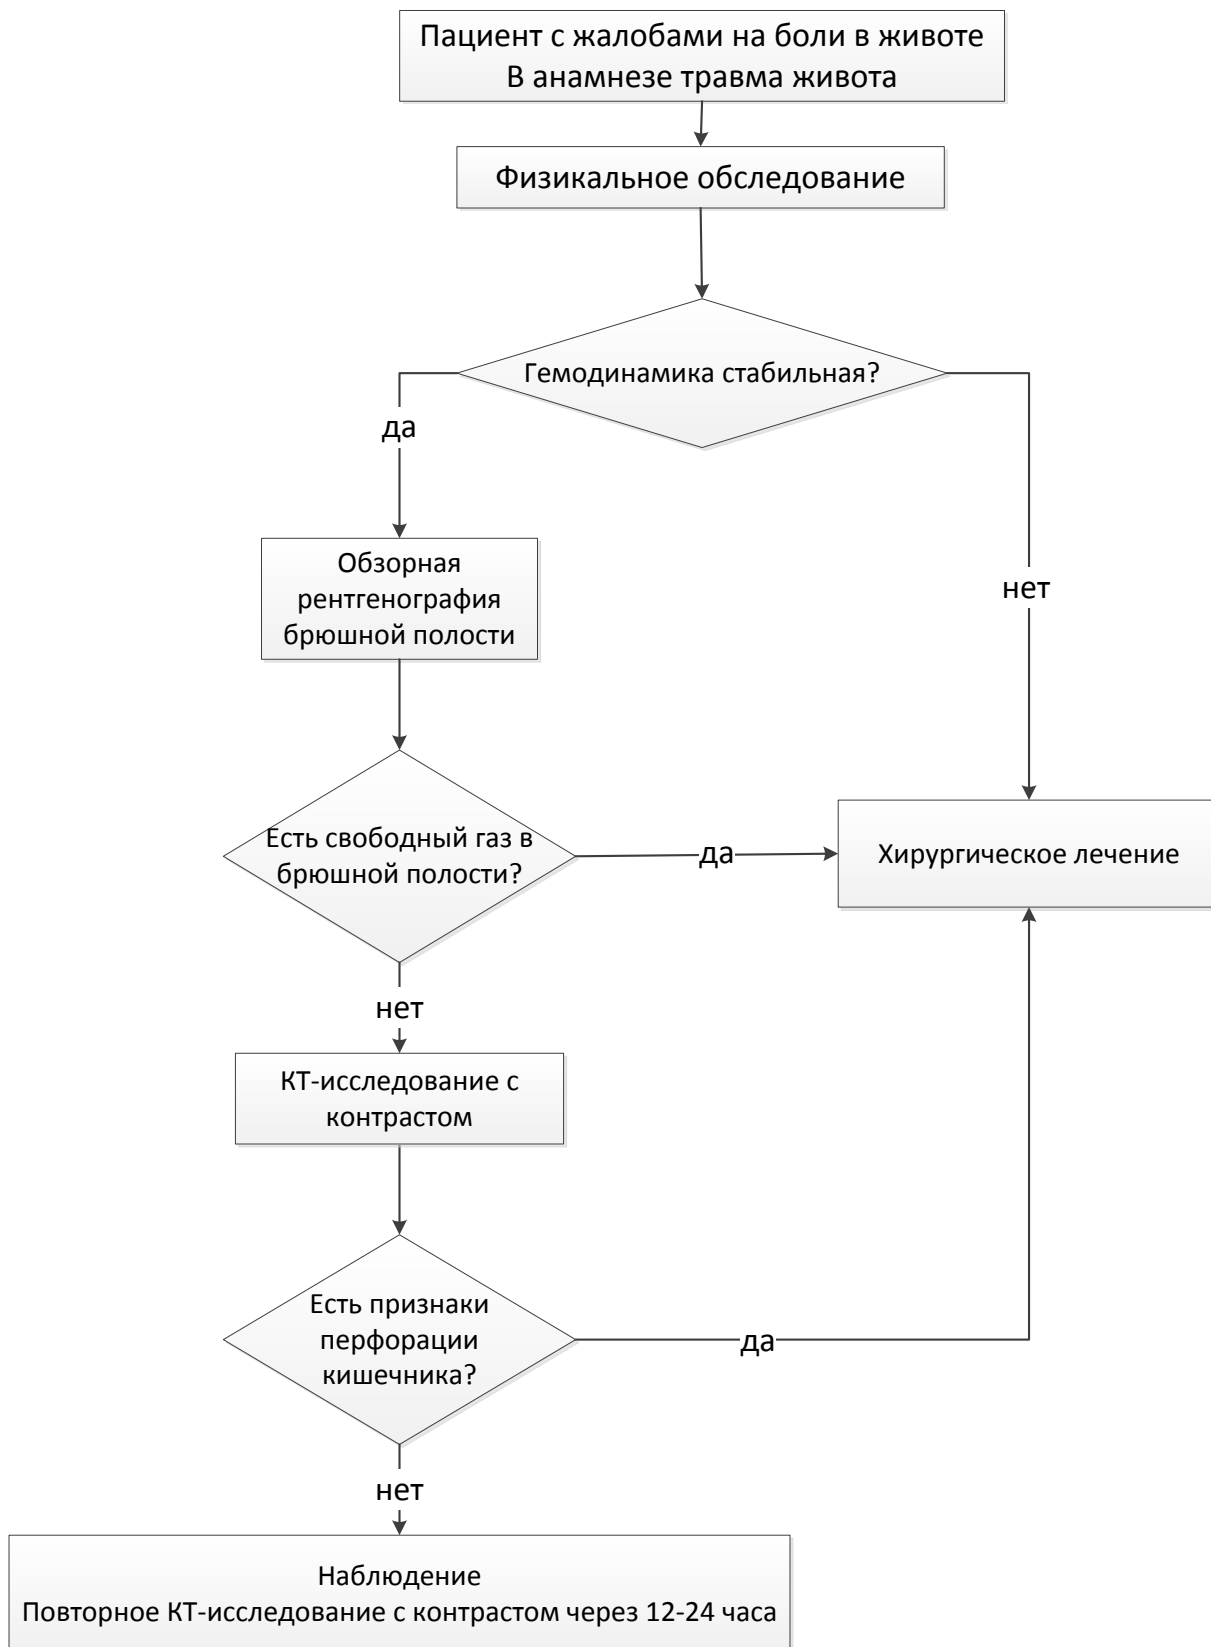 Пациент с жалобами на боли в животе
В анамнезе травма живота
Физикальное обследование
Гемодинамика стабильная?
да
Обзорная
рентгенография
брюшной полости
нет
Есть свободный газ в
брюшной полости?
да
Хирургическое лечение
нет
КТ-исследование с
контрастом
Есть признаки
перфорации
кишечника?
да
нет
Наблюдение
Повторное КТ-исследование с контрастом через 12-24 часа